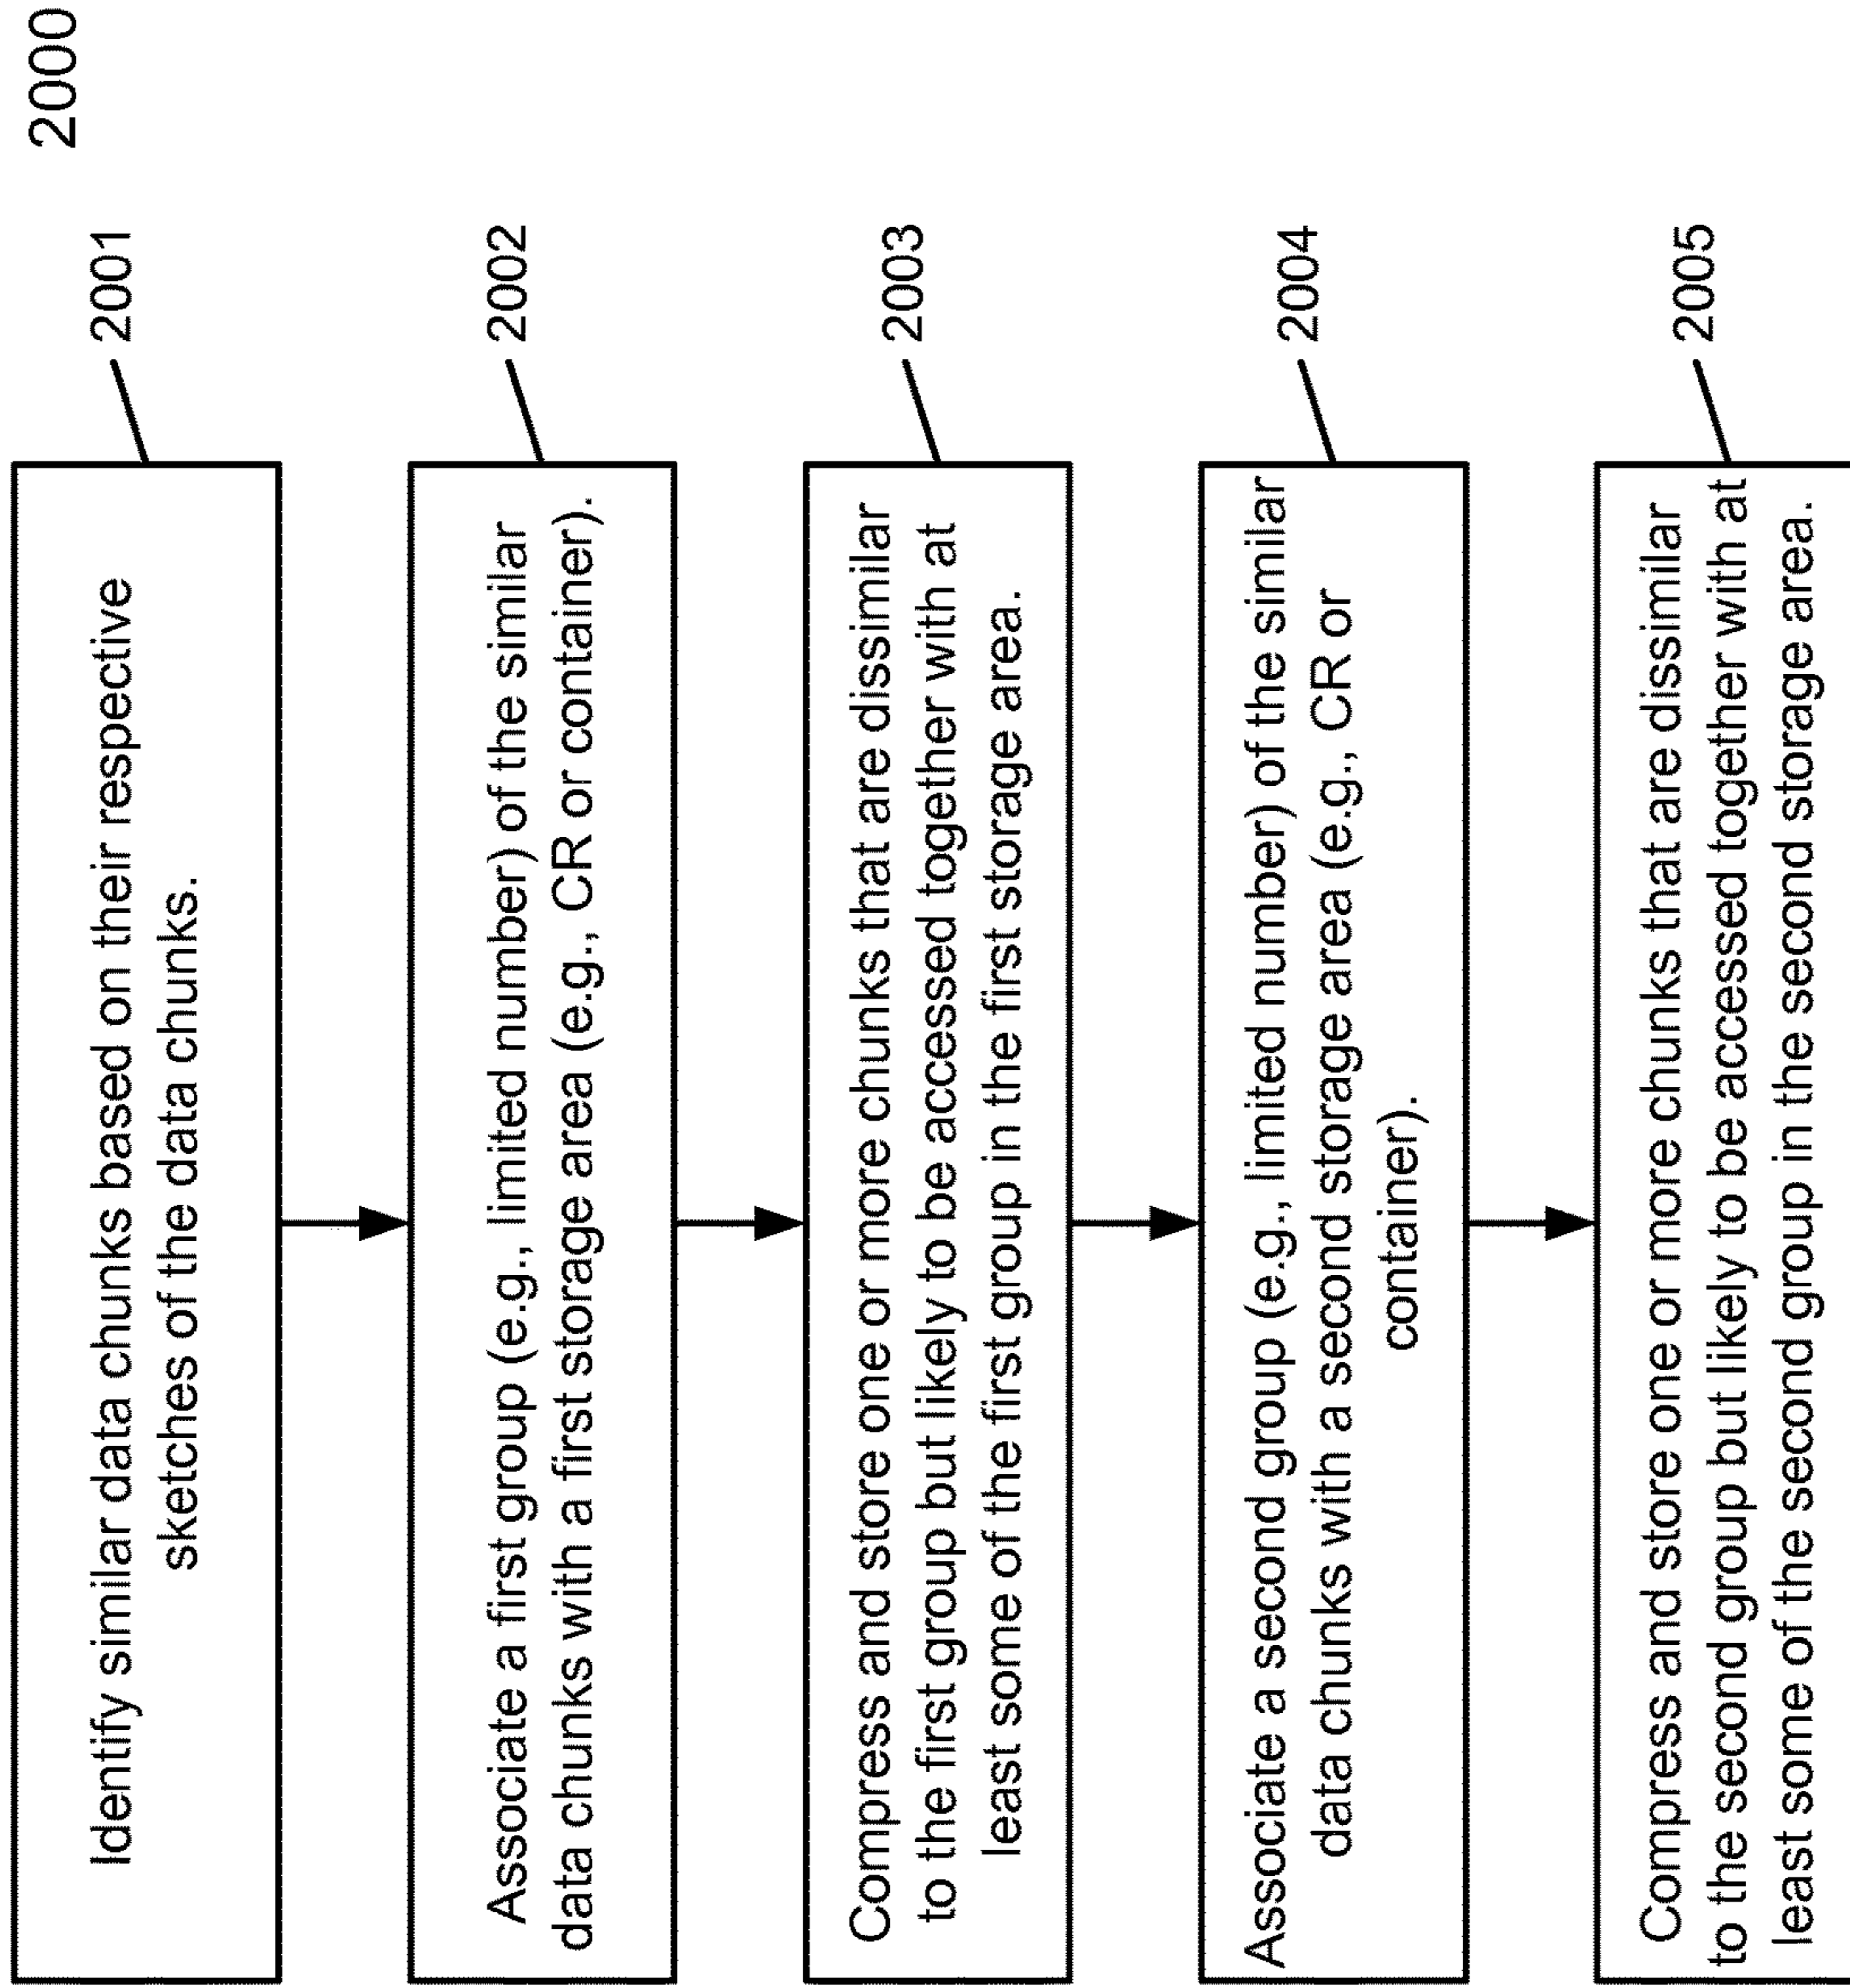 2000
Identify similar data chunks based on their respective
sketches of the data chunks.
2001
Associate a first group (e.g., limited number) of the similar
data chunks with a first storage area (e.g., CR or container).
2002
Compress and store one or more chunks that are dissimilar
to the first group but likely to be accessed together with at
least some of the first group in the first storage area.
2003
Associate a second group (e.g., limited number) of the similar
data chunks with a second storage area (e.g., CR or
container).
2004
Compress and store one or more chunks that are dissimilar
to the second group but likely to be accessed together with at
least some of the second group in the second storage area.
2005